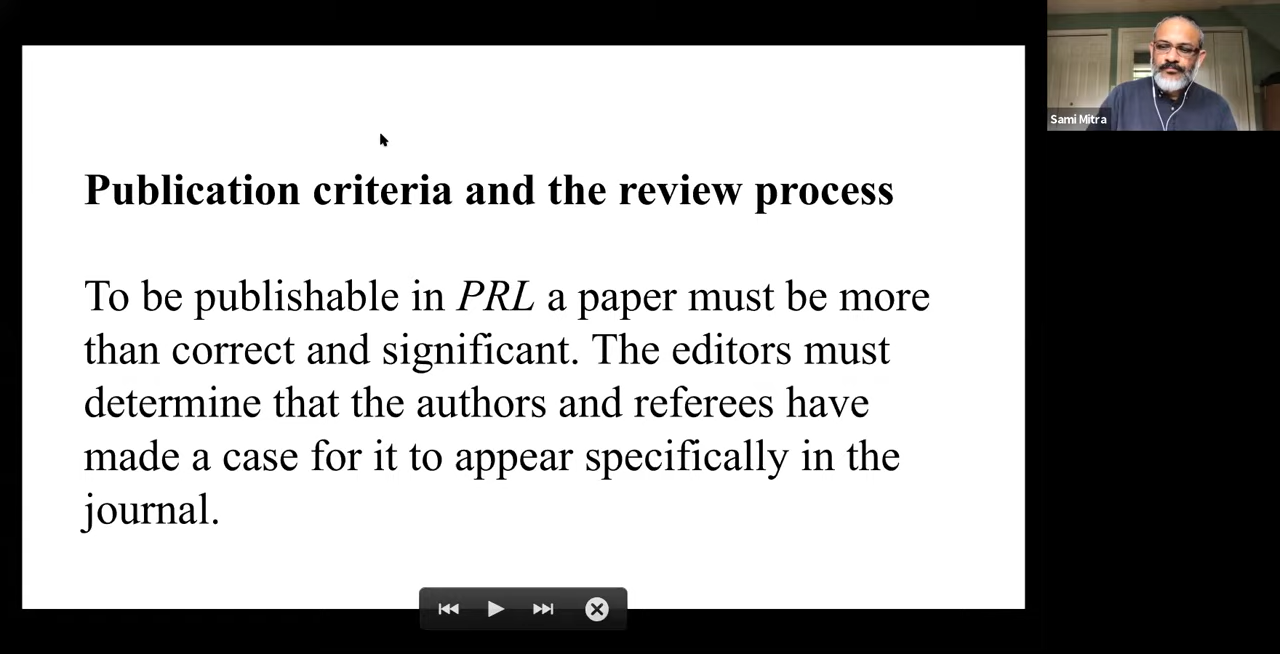 Publication criteria and the review process
To be publishable in PRL a paper must be more
than correct and significant. The editors must
determine that the authors and referees have
made a case for it to appear specifically in the
journal.
Sami Mitra